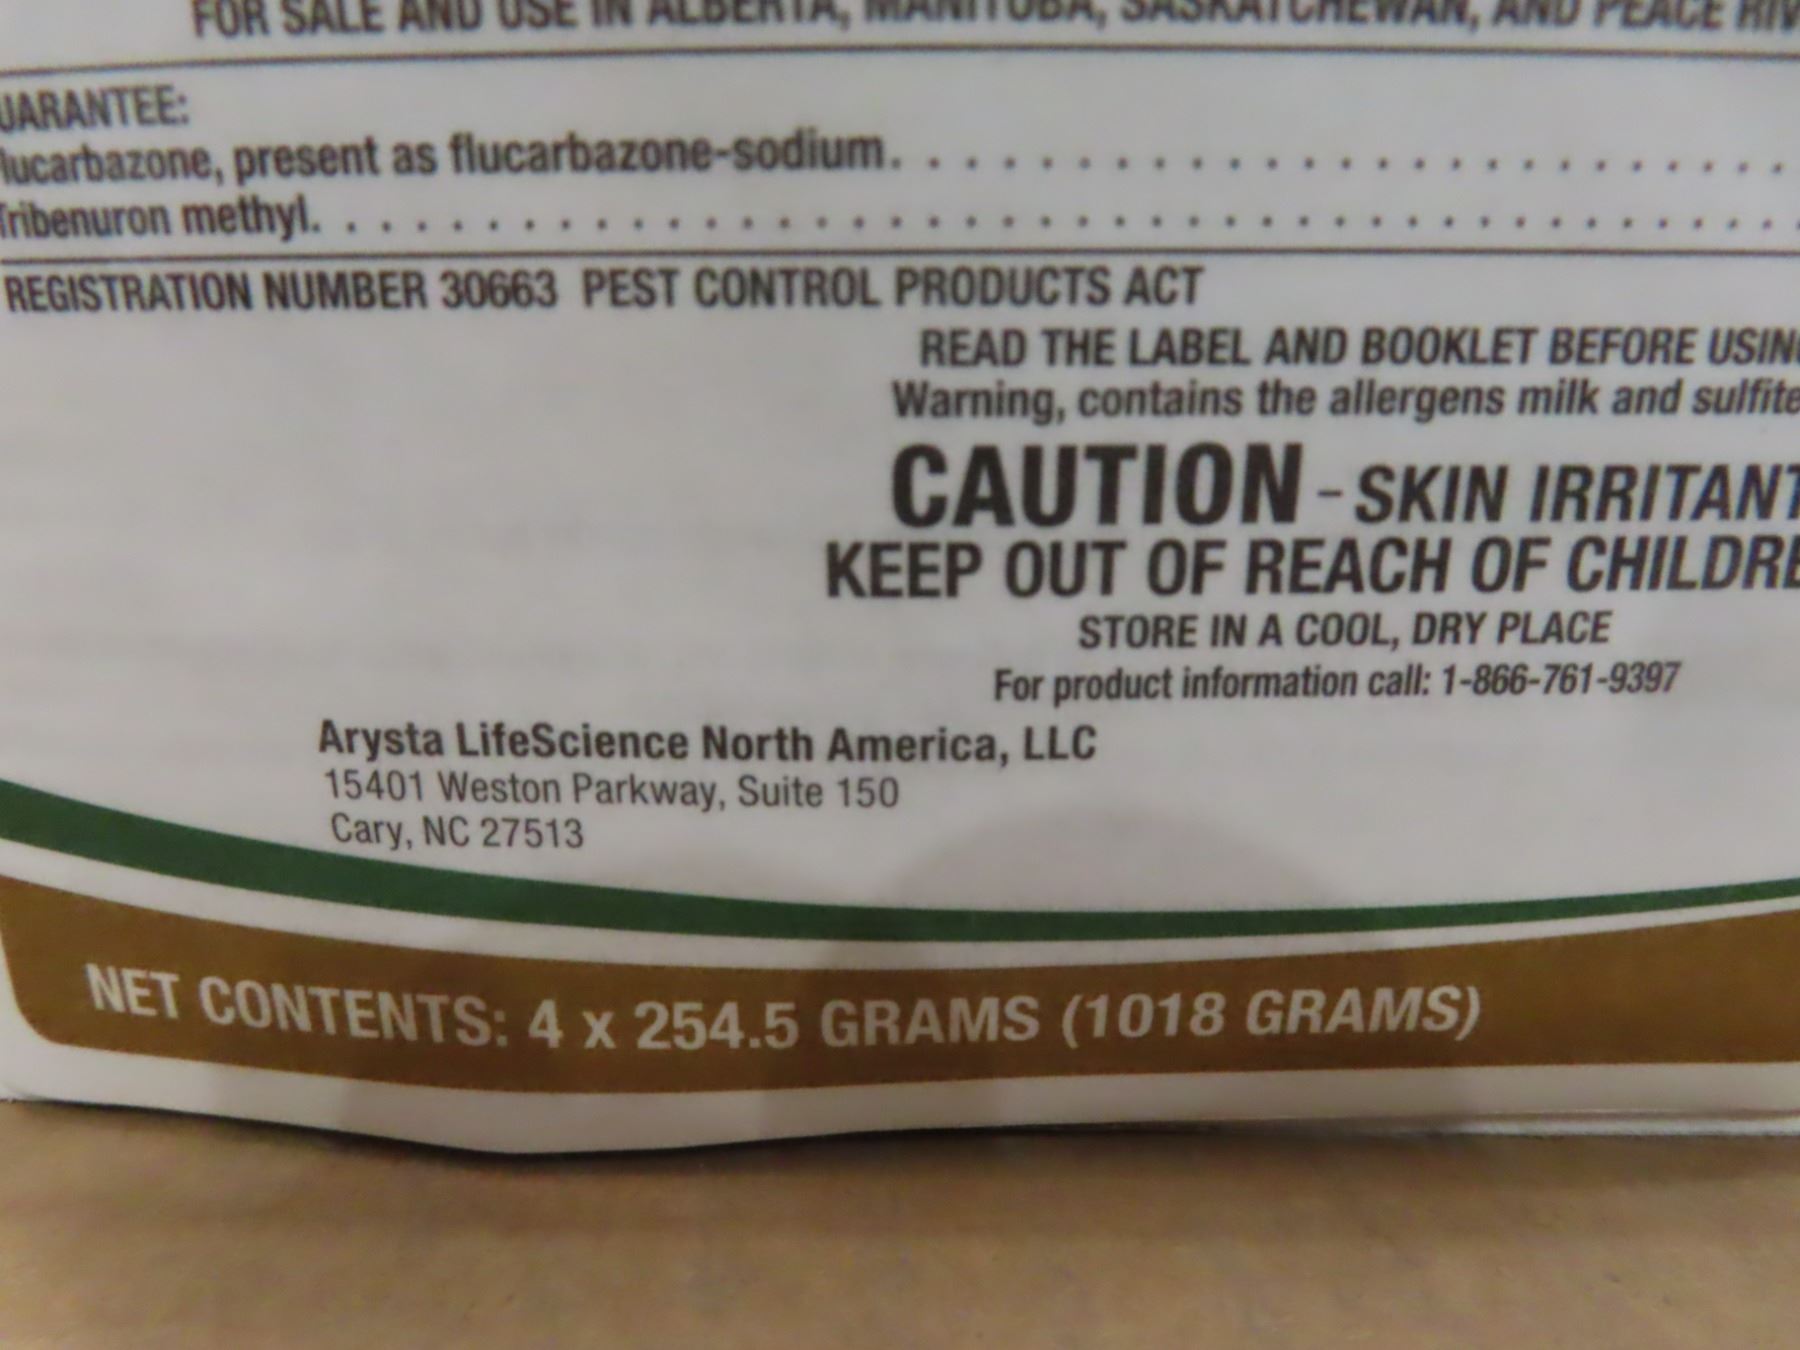 FOR SALE AND USE IN ALBERTA, MANITOBA, SASKATCHEWAN, AND PEACE RIV
UARANTEE:
lucarbazone, present as flucarbazone-sodium. . . . . . . . . . . . . . . . . . . . . . . . . .
Tribenuron methyl. . . . . . . . . . . . . . . . . . . . . . . . . . . . . . . . . . . . . . . . . .
REGISTRATION NUMBER 30663 PEST CONTROL PRODUCTS ACT
READ THE LABEL AND BOOKLET BEFORE USIN
Warning, contains the allergens milk and sulfite
CAUTION - SKIN IRRITANT
KEEP OUT OF REACH OF CHILDRE
STORE IN A COOL, DRY PLACE
For product information call: 1-866-761-9397
Arysta LifeScience North America, LLC
15401 Weston Parkway, Suite 150
Cary, NC 27513
NET CONTENTS: 4 x 254.5 GRAMS (1018 GRAMS)